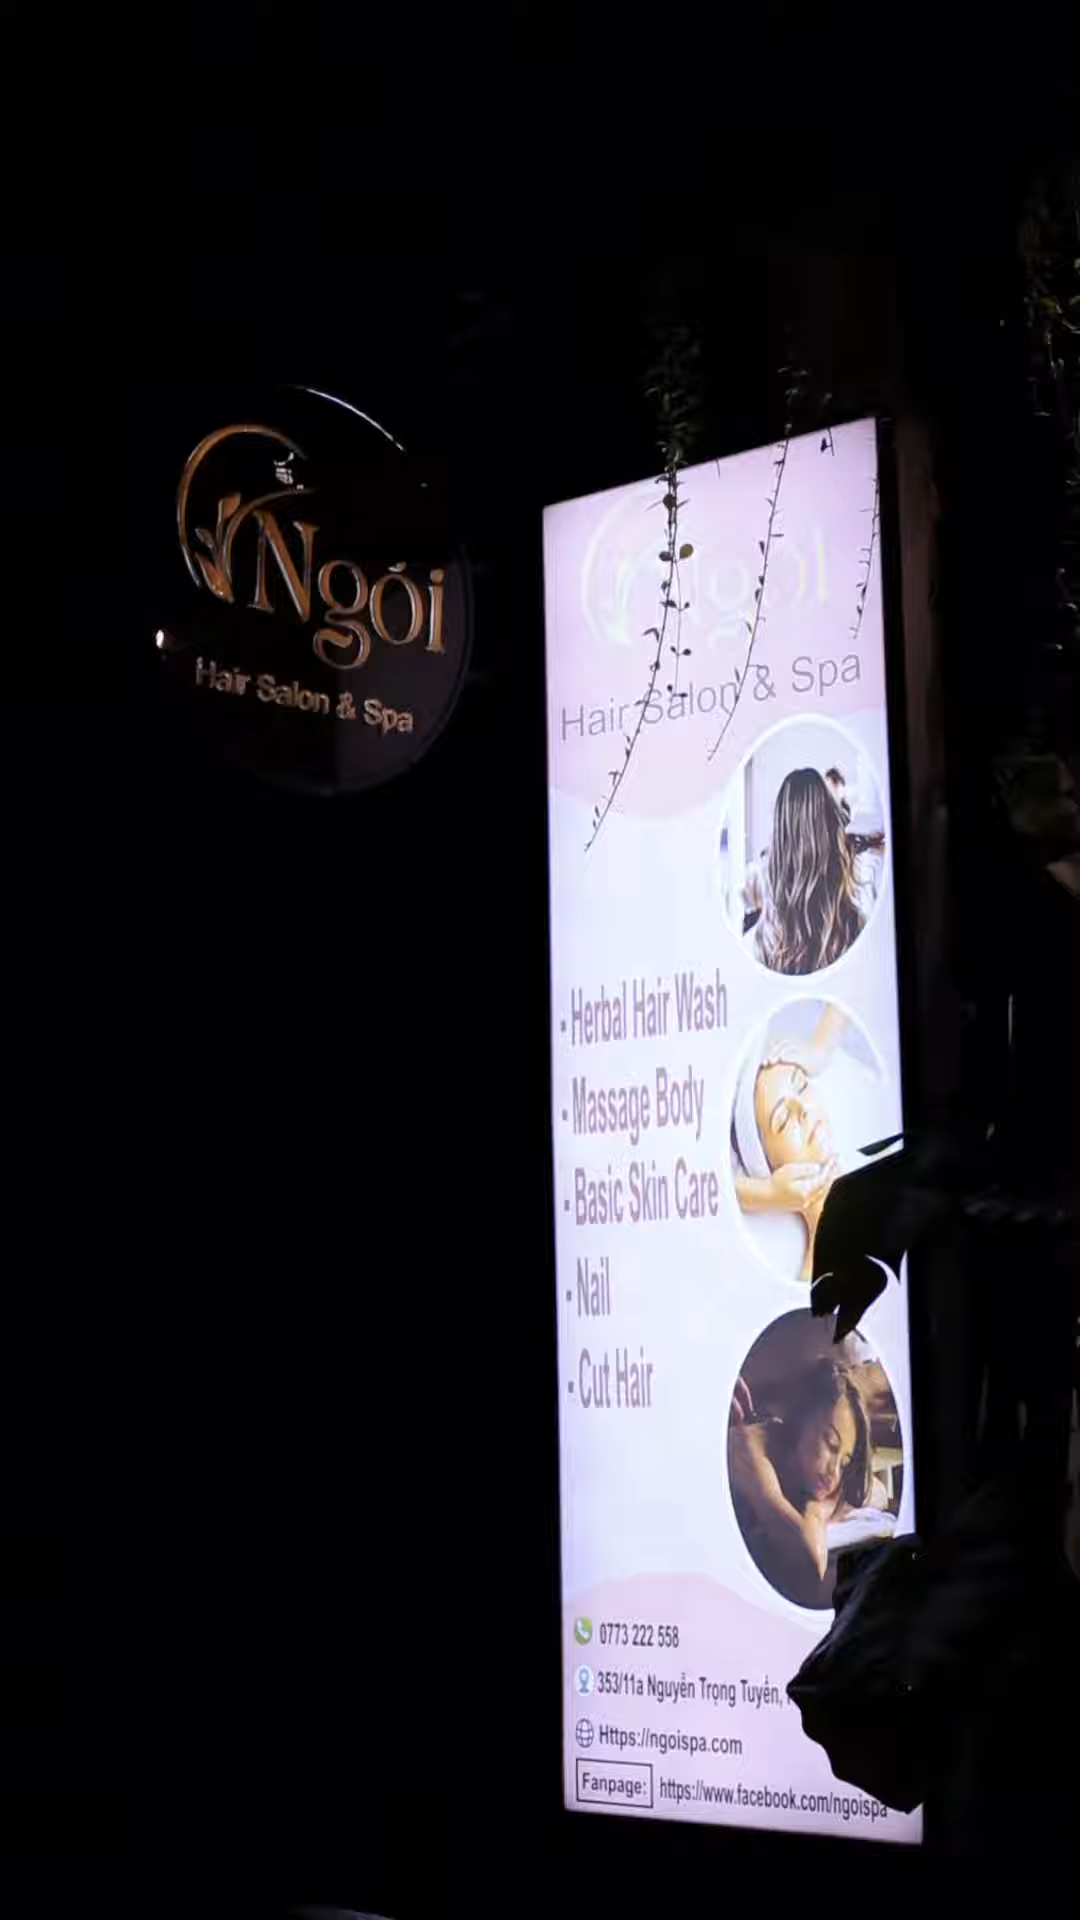 Ngói
Hair Salon & Spa
Ngói
Hair Salon & Spa
- Herbal Hair Wash
- Massage Body
- Basic Skin Care
- Nail
- Cut Hair
0773 222 558
353/11a Nguyễn Trọng Tuyển,
Https://ngoispa.com
Fanpage: https://www.facebook.com/ngoispa